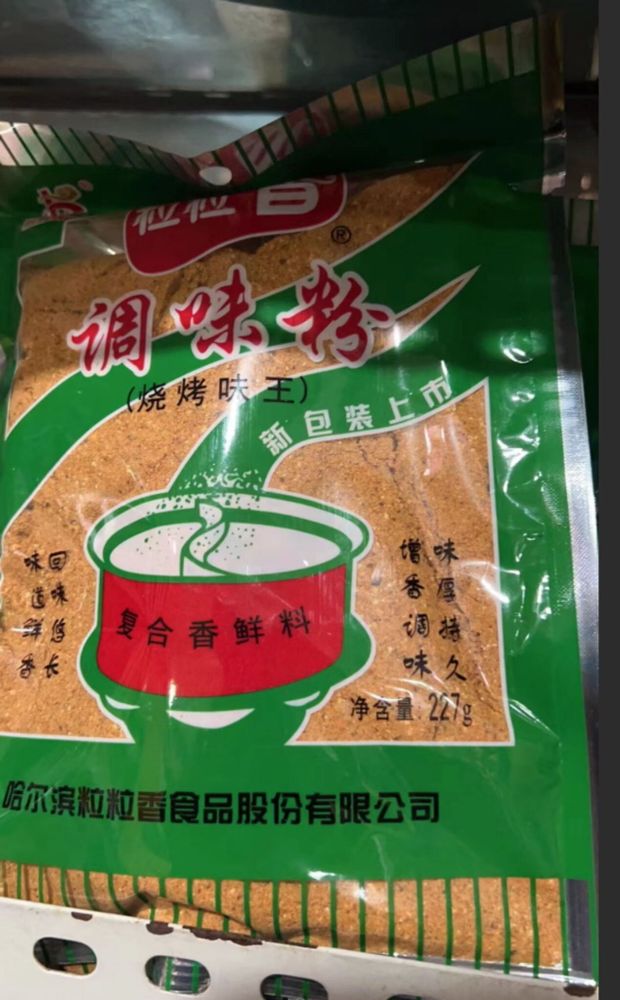 粒粒香
®
调味粉
(烧烤味王)
新包装上市
回味悠长
味道鲜香
复合香鲜料
味厚持久
增香调味
净含量:227g
哈尔滨粒粒香食品股份有限公司